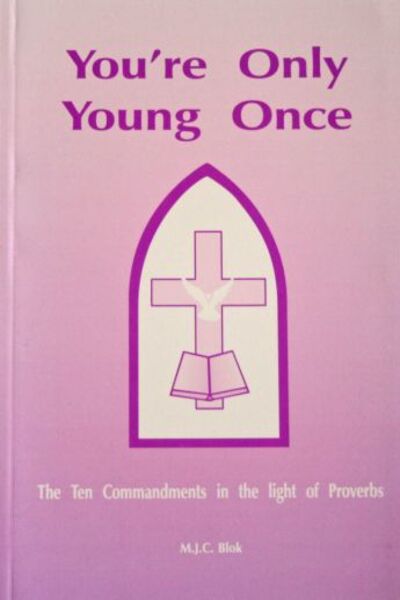 You're Only
Young Once
The Ten Commandments in the light of Proverbs
M.J.C. Blok